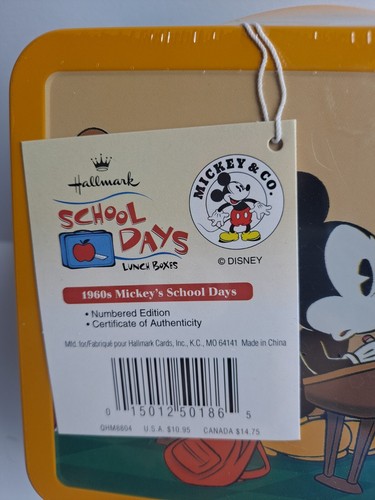 Hallmark
SCHOOL
DAYS
LUNCH BOXES
MICKEY & CO.
© DISNEY
1960s Mickey's School Days
• Numbered Edition
• Certificate of Authenticity
Mfd. for/Fabriqué pour Hallmark Cards, Inc., K.C., MO 64141 Made in China
0 15012 50186 5
QHM8804 U.S.A. $10.95 CANADA $14.75